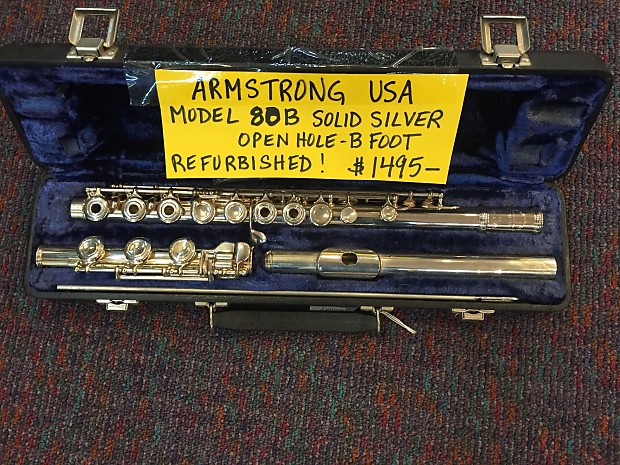 ARMSTRONG USA
MODEL 80B SOLID SILVER
OPEN HOLE-B FOOT
REFURBISHED! $1495-